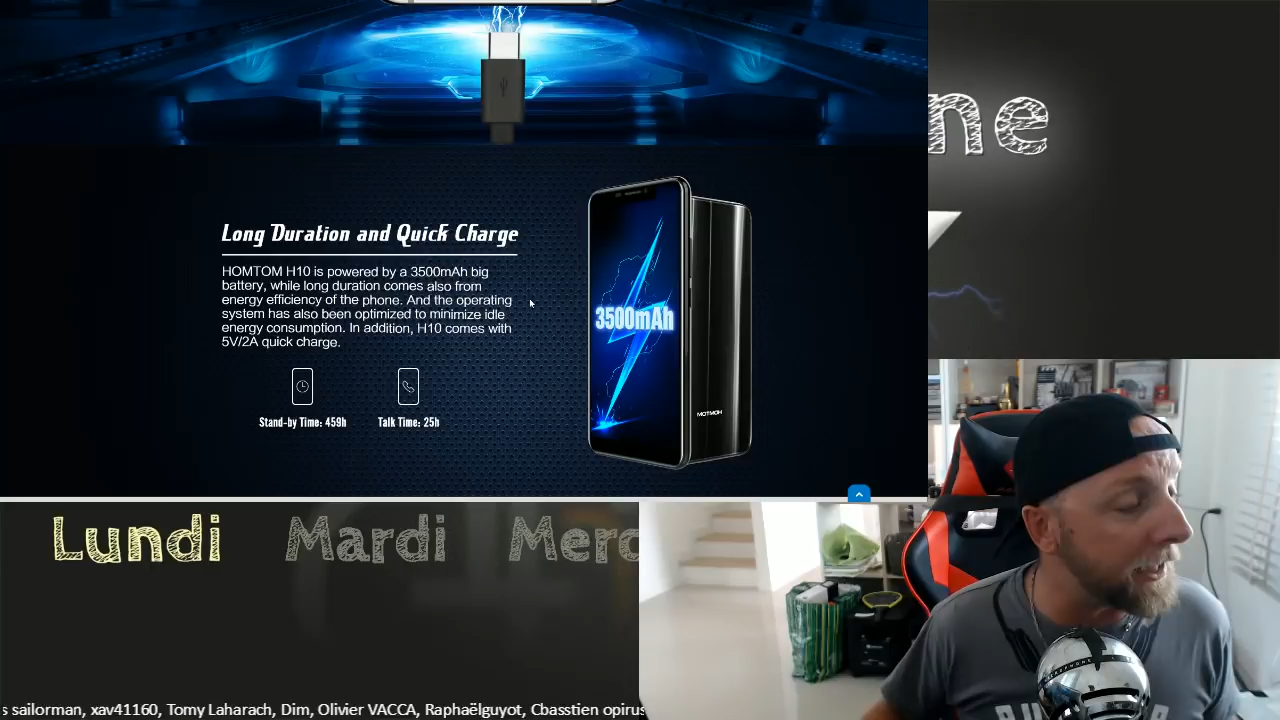 ne
Long Duration and Quick Charge
HOMTOM H10 is powered by a 3500mAh big
battery, while long duration comes also from
energy efficiency of the phone. And the operating
system has also been optimized to minimize idle
energy consumption. In addition, H10 comes with
5V/2A quick charge.
Stand-by Time: 459h
Talk Time: 25h
3500mAh
HOMTOM
Lundi Mardi Merc
s sailorman, xav41160, Tomy Laharach, Dim, Olivier VACCA, Raphaëlguyot, Cbasstien opirus